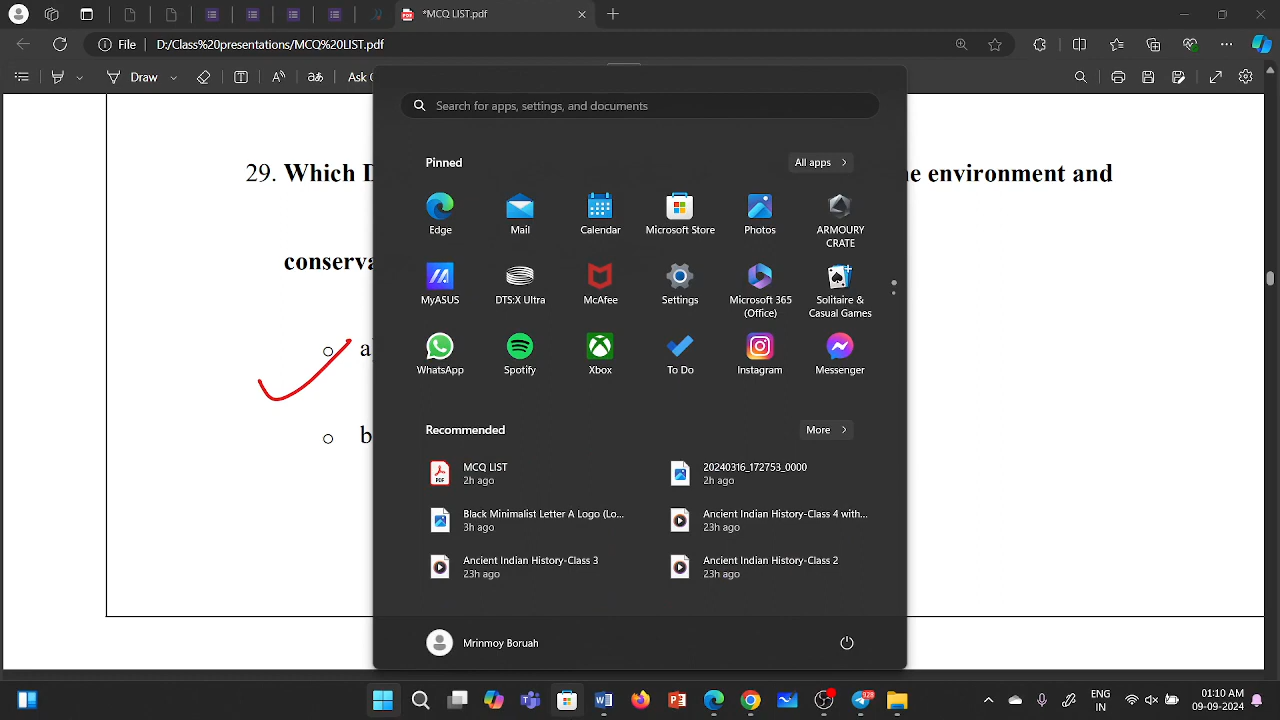 *MCQ LIST.pdf
File D:/Class%20presentations/MCQ%20LIST.pdf
Draw
Ask
Search for apps, settings, and documents
29. Which
environment and
Pinned
All apps
Edge
Mail
Calendar
Microsoft Store
Photos
ARMOURY
CRATE
conserva
MyASUS
DTS:X Ultra
McAfee
Settings
Microsoft 365
(Office)
Solitaire &
Casual Games
a
WhatsApp
Spotify
Xbox
To Do
Instagram
Messenger
b
Recommended
More
MCQ LIST
2h ago
20240316_172753_0000
2h ago
Black Minimalist Letter A Logo (Lo...
3h ago
Ancient Indian History-Class 4 with...
23h ago
Ancient Indian History-Class 3
23h ago
Ancient Indian History-Class 2
23h ago
Mrinmoy Boruah
ENG
IN
01:10 AM
09-09-2024